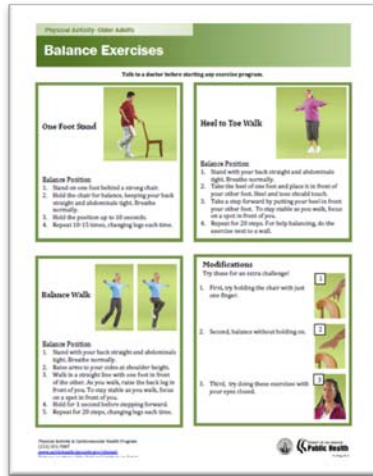 Physical Activity- Older Adults
Balance Exercises
Talk to a doctor before starting any exercise program.
One Foot Stand
Balance Position
1. Stand on one foot behind a strong chair.
2. Hold the chair for balance, keeping your back
straight and abdominals tight. Breathe
normally.
3. Hold the position up to 10 seconds.
4. Repeat 10-15 times, changing legs each time.
Heel to Toe Walk
Balance Position
1. Stand with your back straight and abdominals
tight. Breathe normally.
2. Take the heel of one foot and place it in front of
your other foot. Heel and toes should touch.
3. Take a step forward by putting your heel in front
of your other foot. To stay stable as you walk, focus
on a spot in front of you.
4. Repeat for 20 steps. For help balancing, do the
exercise next to a wall.
Balance Walk
Balance Position
1. Stand with your back straight and abdominals
tight. Breathe normally.
2. Raise arms to your sides at shoulder height.
3. Walk in a straight line with one foot in front
of the other. As you walk, raise the back leg in
front of you. To stay stable as you walk, focus
on a spot in front of you.
4. Hold for 1 second before stepping forward.
5. Repeat for 20 steps, changing legs each time.
Modifications
Try these for an extra challenge!
1. First, try holding the chair with just
one finger.
1
2. Second, balance without holding on.
2
3. Third, try doing these exercise with
your eyes closed.
3
Physical Activity & Cardiovascular Health Program
Public Health